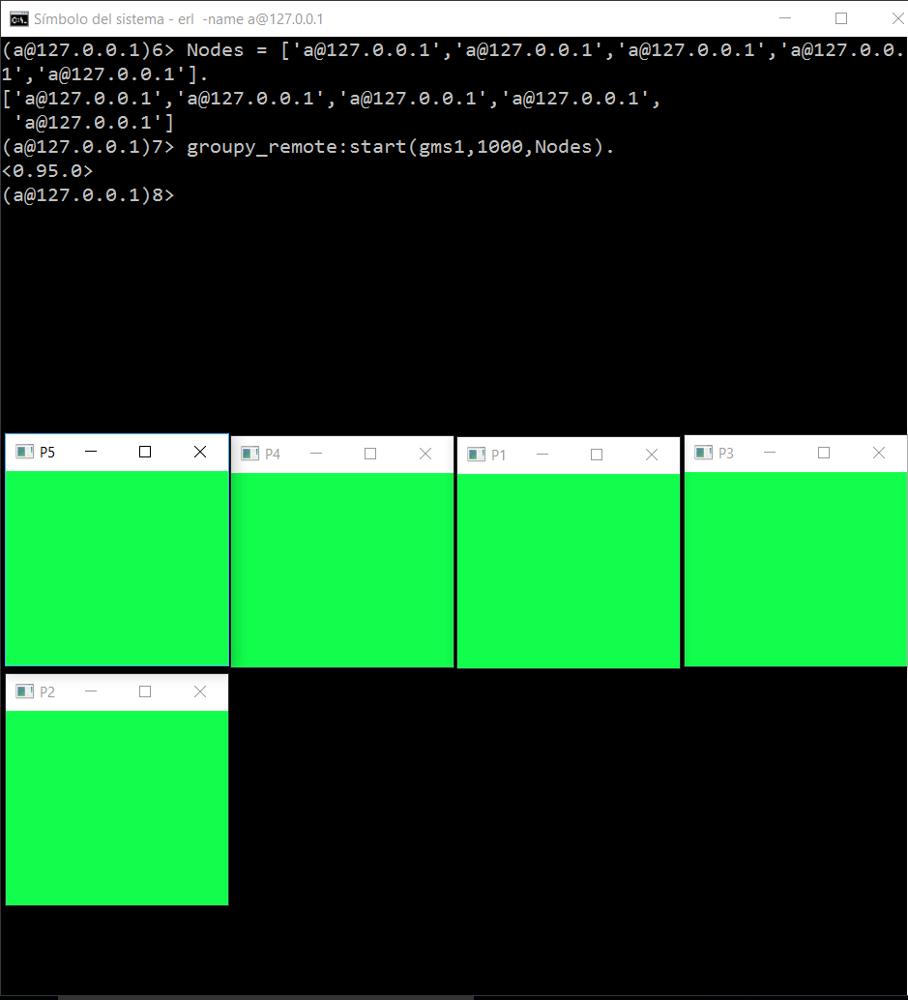 Símbolo del sistema - erl -name a@127.0.0.1
(a@127.0.0.1)6> Nodes = ['a@127.0.0.1','a@127.0.0.1','a@127.0.0.1','a@127.0.0.
1','a@127.0.0.1'].
['a@127.0.0.1','a@127.0.0.1','a@127.0.0.1','a@127.0.0.1',
'a@127.0.0.1']
(a@127.0.0.1)7> groupy_remote:start(gms1,1000,Nodes).
<0.95.0>
(a@127.0.0.1)8>
P5
P4
P1
P3
P2